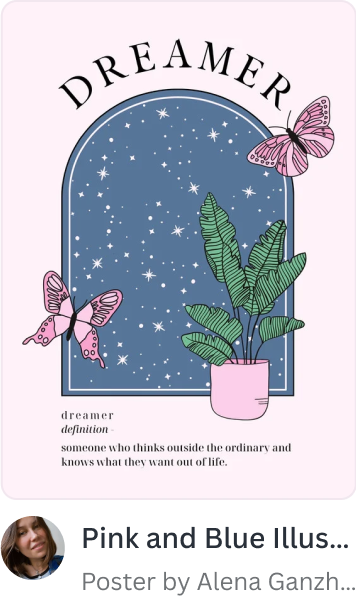 DREAMER
dreamer
definition -
someone who thinks outside the ordinary and
knows what they want out of life.
Pink and Blue Illus...
Poster by Alena Ganzh...